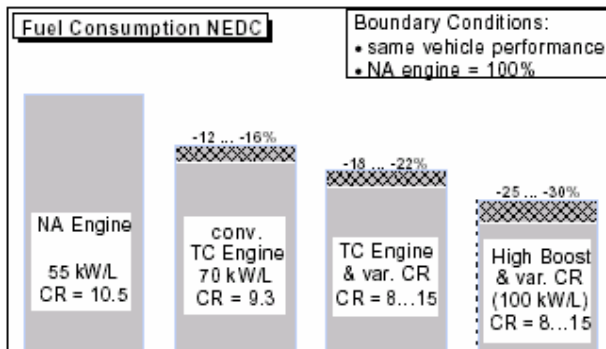 Fuel Consumption NEDC
Boundary Conditions:
• same vehicle performance
• NA engine = 100%
-12 ... -16%
-18 ... -22%
-25 ... -30%
NA Engine
55 kW/L
CR = 10.5
conv.
TC Engine
70 kW/L
CR = 9.3
TC Engine
& var. CR
CR = 8...15
High Boost
& var. CR
(100 kW/L)
CR = 8...15